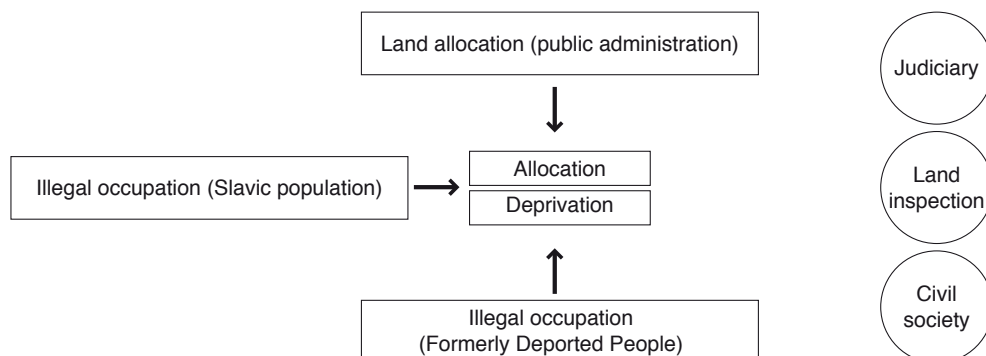 Land allocation (public administration)
Judiciary
Allocation
Illegal occupation (Slavic population)
Deprivation
Land
inspection
Illegal occupation
(Formerly Deported People)
Civil
society